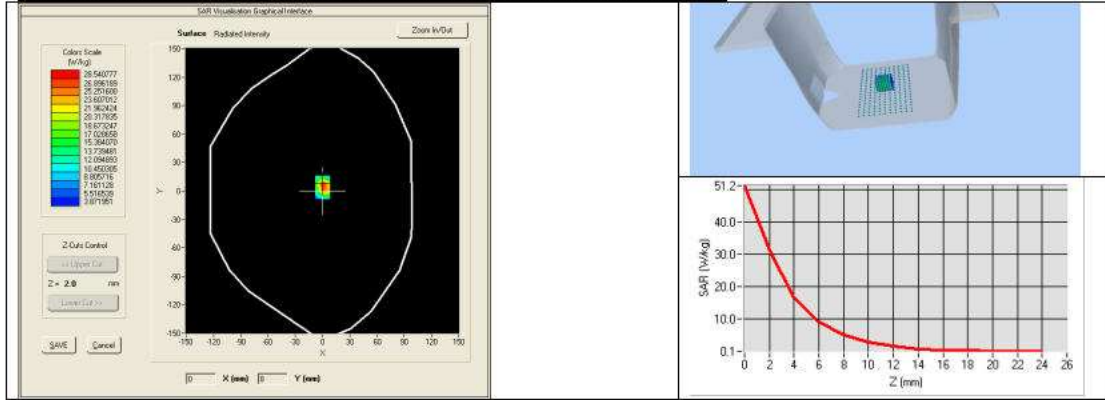 SAR Visualisation Graphical Interface
Surface Radiated Intensity
Zoom In/Out
Colors Scale
(W/kg)
28.540777
26.896189
25.251600
23.607012
21.962424
20.317835
18.673247
17.028658
15.384070
13.739481
12.094893
10.450305
8.805716
7.161128
5.516539
3.871951
Y
150
120
90
60
30
0
-30
-60
-90
-120
-150
-150 -120 -90 -60 -30 0 30 60 90 120 150
X
Z-Cuts Control
<< Upper Cut
Z = 2.0 mm
Lower Cut >>
SAVE Cancel
0 X (mm) 0 Y (mm)
SAR (W/kg)
51.2
40.0
30.0
20.0
10.0
0.1
0 2 4 6 8 10 12 14 16 18 20 22 24 26
Z (mm)